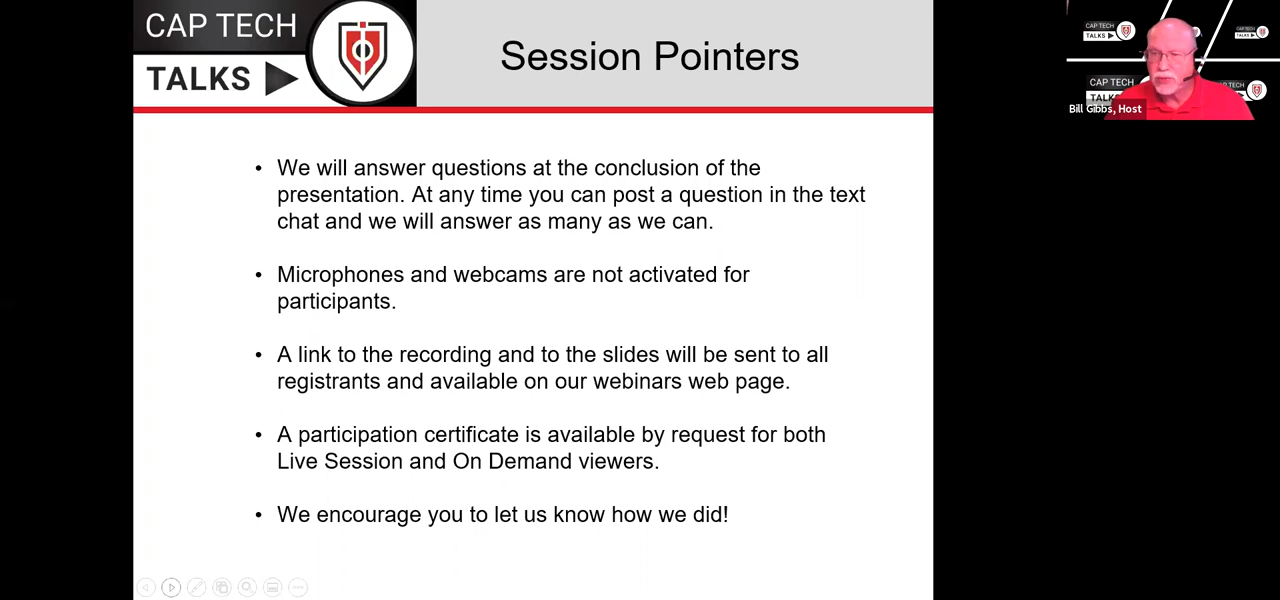 CAP TECH
TALKS
Session Pointers
• We will answer questions at the conclusion of the
presentation. At any time you can post a question in the text
chat and we will answer as many as we can.
• Microphones and webcams are not activated for
participants.
• A link to the recording and to the slides will be sent to all
registrants and available on our webinars web page.
• A participation certificate is available by request for both
Live Session and On Demand viewers.
• We encourage you to let us know how we did!
CAP TECH
TALKS
CAP TECH
Bill Gibbs, Host